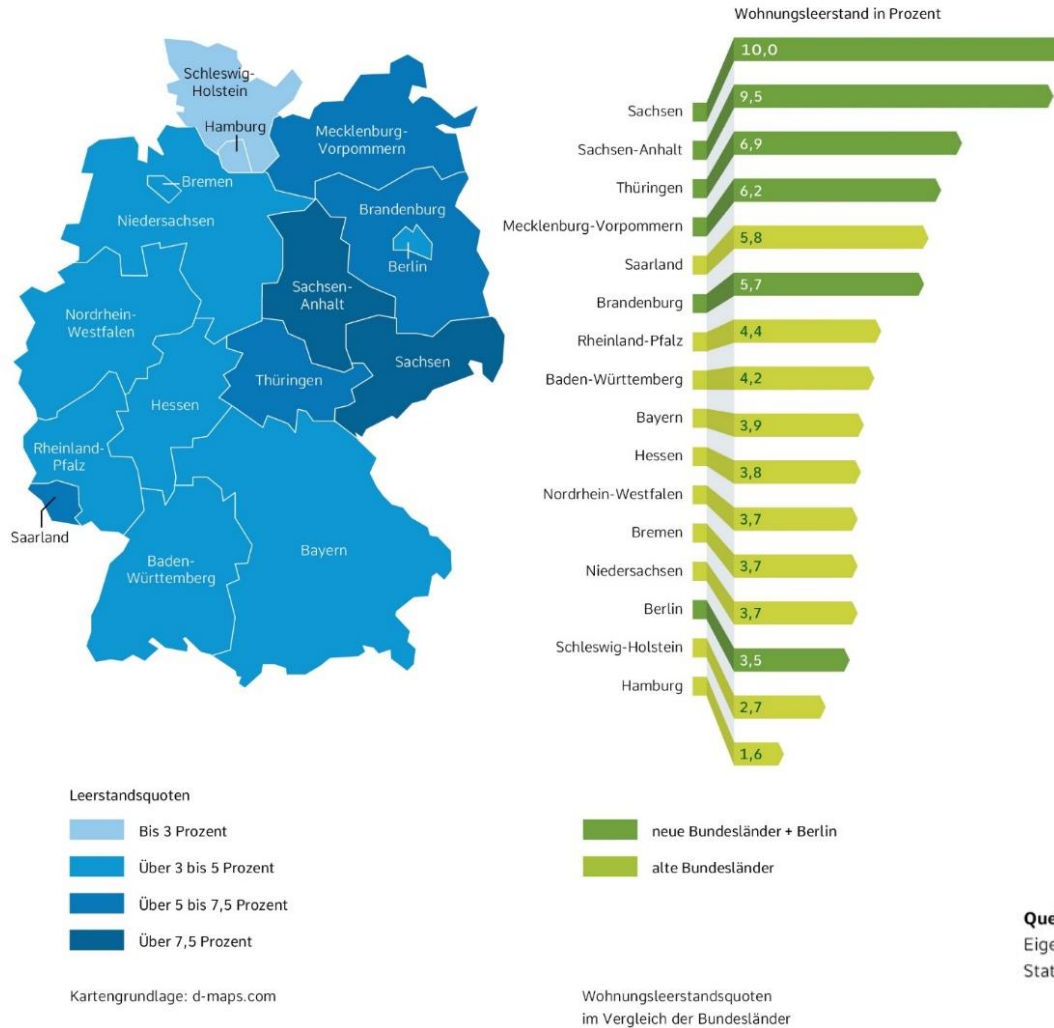 Schleswig-
Holstein
Hamburg
Mecklenburg-
Vorpommern
Bremen
Niedersachsen
Brandenburg
Berlin
Sachsen-
Anhalt
Nordrhein-
Westfalen
Sachsen
Thüringen
Hessen
Rheinland-
Pfalz
Saarland
Baden-
Württemberg
Bayern
Wohnungsleerstand in Prozent
Sachsen
10,0
Sachsen-Anhalt
9,5
Thüringen
6,9
Mecklenburg-Vorpommern
6,2
Saarland
5,8
Brandenburg
5,7
Rheinland-Pfalz
4,4
Baden-Württemberg
4,2
Bayern
3,9
Hessen
3,8
Nordrhein-Westfalen
3,7
Bremen
3,7
Niedersachsen
3,7
Berlin
3,5
Schleswig-Holstein
2,7
Hamburg
1,6
Leerstandsquoten
Bis 3 Prozent
Über 3 bis 5 Prozent
Über 5 bis 7,5 Prozent
Über 7,5 Prozent
Kartengrundlage: d-maps.com
neue Bundesländer + Berlin
alte Bundesländer
Wohnungsleerstandsquoten
im Vergleich der Bundesländer
Que
Eige
Stat